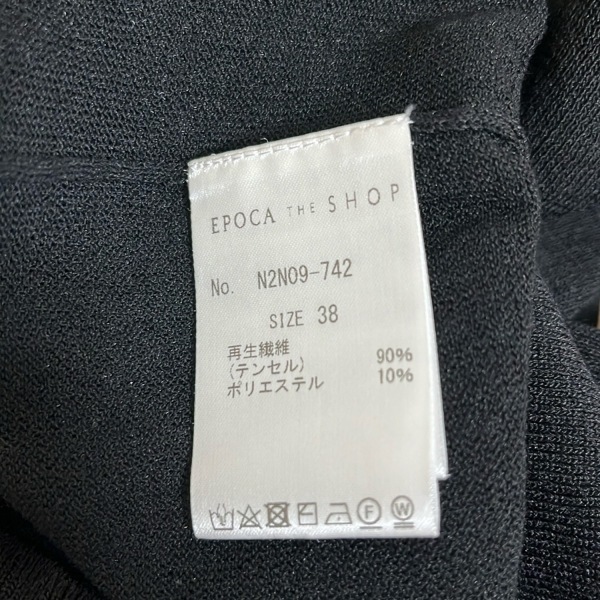 EPOCA THE SHOP
No. N2N09-742
SIZE 38
再生繊維 90%
(テンセル)
ポリエステル 10%
F W